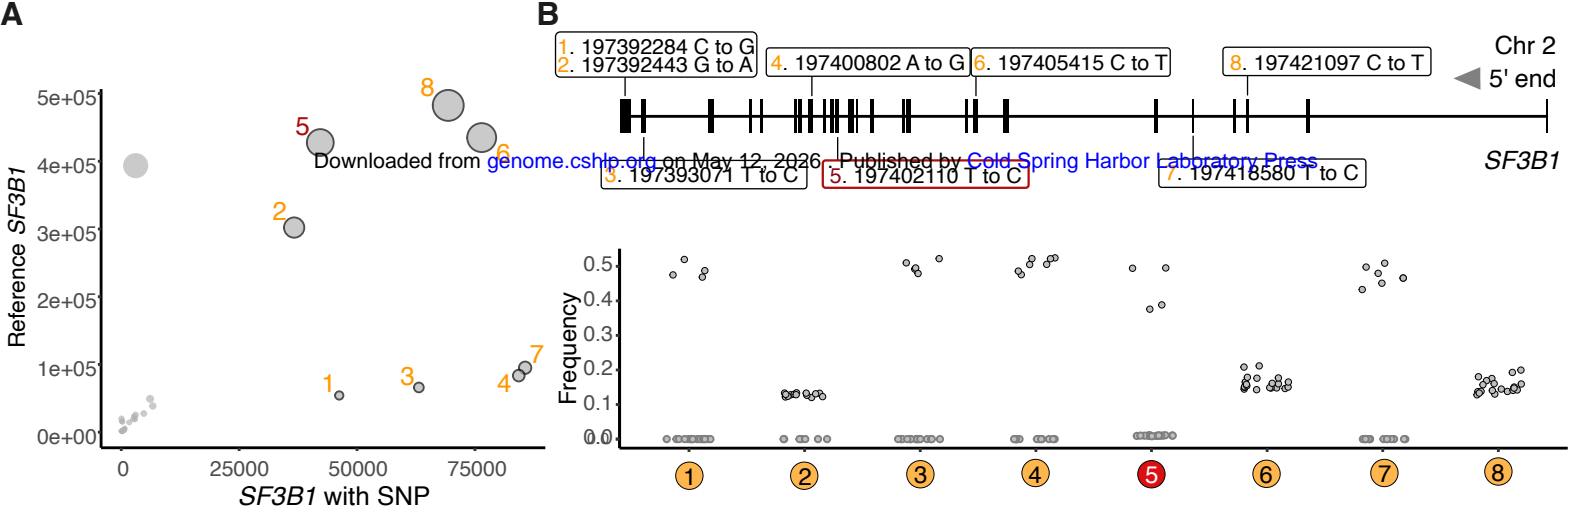 A
B
1. 197392284 C to G
2. 197392443 G to A
4. 197400802 A to G
6. 197405415 C to T
8. 197421097 C to T
Chr 2
5' end
Downloaded from genome.cshlp.org on May 12, 2026 . Published by Cold Spring Harbor Laboratory Press
SF3B1
3. 197393071 T to C
5. 197402110 T to C
7. 197418580 T to C
Reference SF3B1
5e+05
4e+05
3e+05
2e+05
1e+05
0e+00
8
5
6
2
7
1
3
4
0
25000
50000
75000
SF3B1 with SNP
Frequency
0.5
0.4
0.3
0.2
0.1
0.0
0.0
1
2
3
4
5
6
7
8